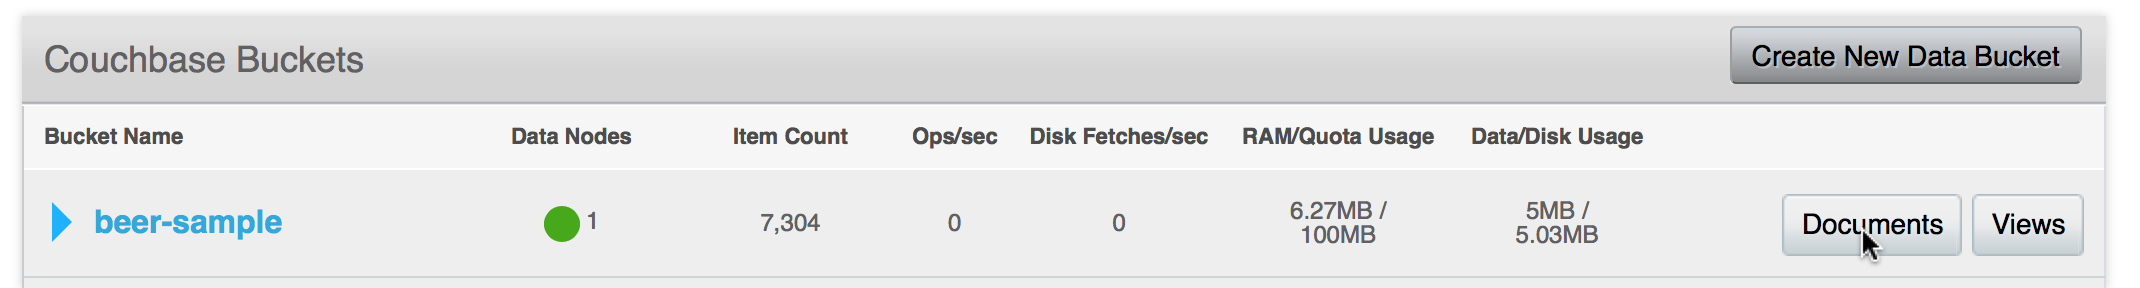 Couchbase Buckets
Create New Data Bucket
Bucket Name Data Nodes Item Count Ops/sec Disk Fetches/sec RAM/Quota Usage Data/Disk Usage
beer-sample 1 7,304 0 0 6.27MB / 5MB / Documents Views
100MB 5.03MB